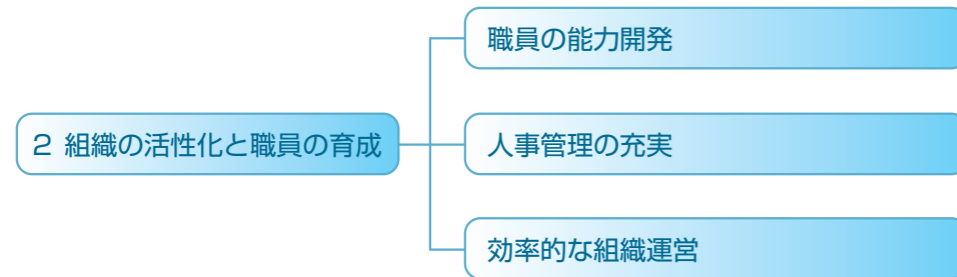 ２ 組織の活性化と職員の育成
職員の能力開発
人事管理の充実
効率的な組織運営